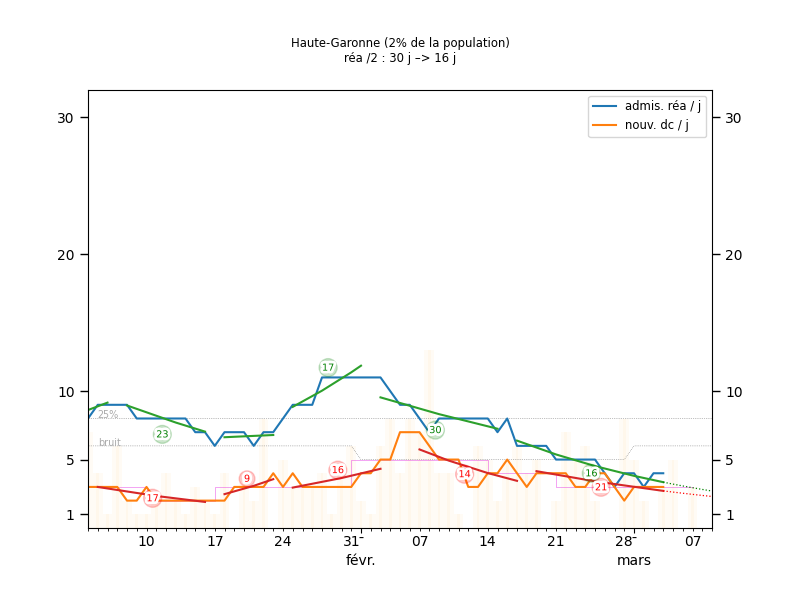 Haute-Garonne (2% de la population)
réa /2 : 30 j –> 16 j
admis. réa / j
nouv. dc / j
30 30
20 20
10 10
5 5
1 1
25%
bruit
17
23
9
17
16
30
14
16
21
10 17 24 31 07 14 21 28 07
févr. mars